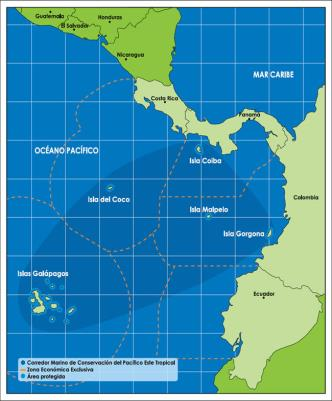 Guatemala
Honduras
El Salvador
Nicaragua
MAR CARIBE
Costa Rica
Panamá
OCÉANO PACÍFICO
Isla Coiba
Isla del Coco
Colombia
Isla Malpelo
Isla Gorgona
Islas Galápagos
Ecuador
Corredor Marino de Conservación del Pacífico Este Tropical
Zona Económica Exclusiva
Área protegida